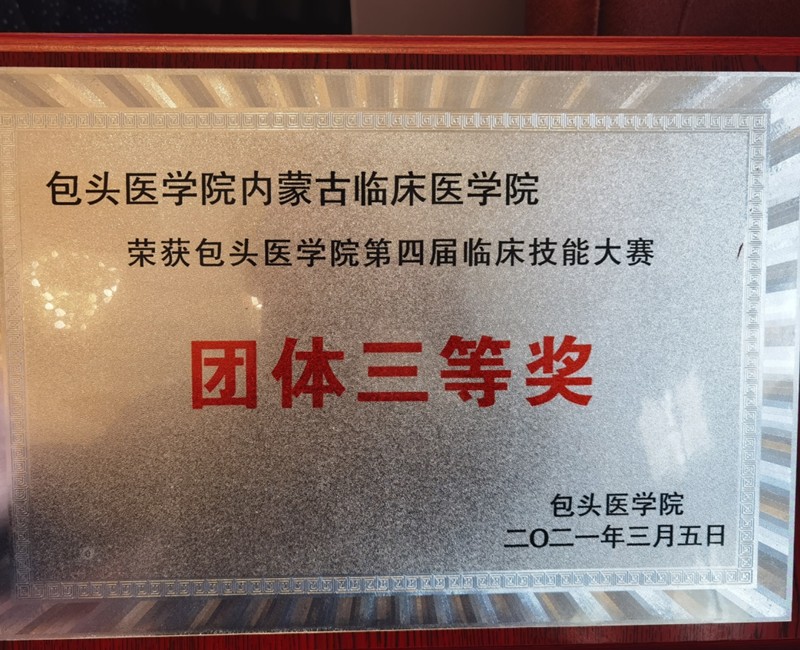 包头医学院内蒙古临床医学院
荣获包头医学院第四届临床技能大赛
团体三等奖
包头医学院
二〇二一年三月五日